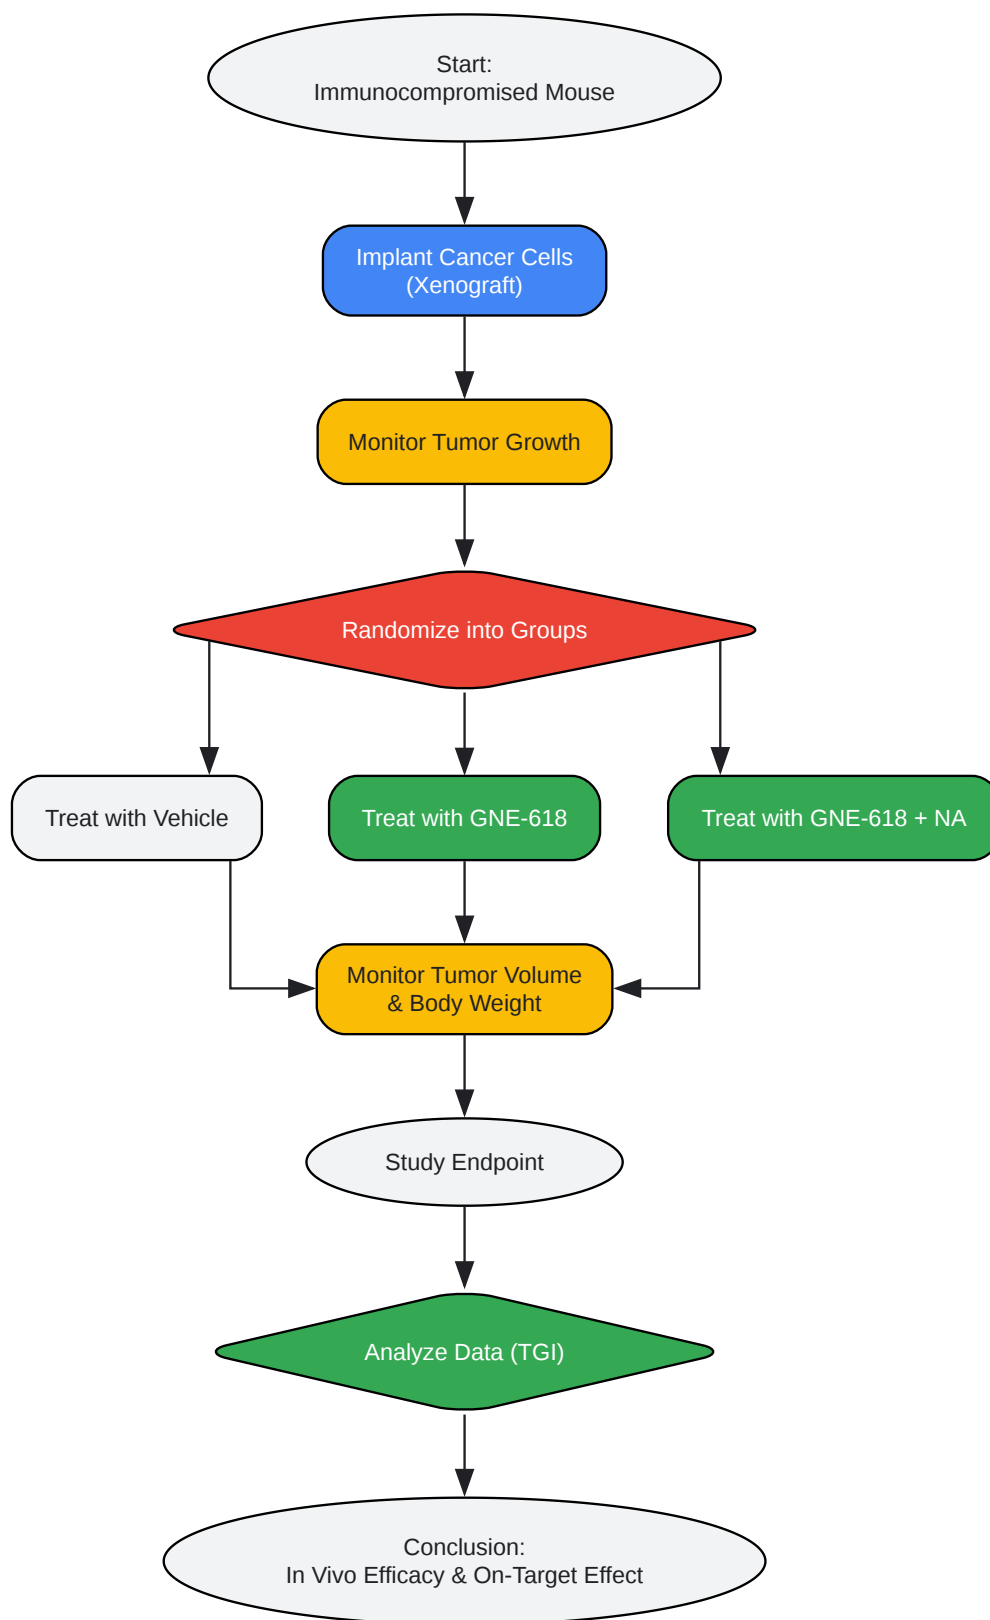 Start:
Immunocompromised Mouse
Implant Cancer Cells
(Xenograft)
Monitor Tumor Growth
Randomize into Groups
Treat with Vehicle
Treat with GNE-618
Treat with GNE-618 + NA
Monitor Tumor Volume
& Body Weight
Study Endpoint
Analyze Data (TGI)
Conclusion:
In Vivo Efficacy & On-Target Effect